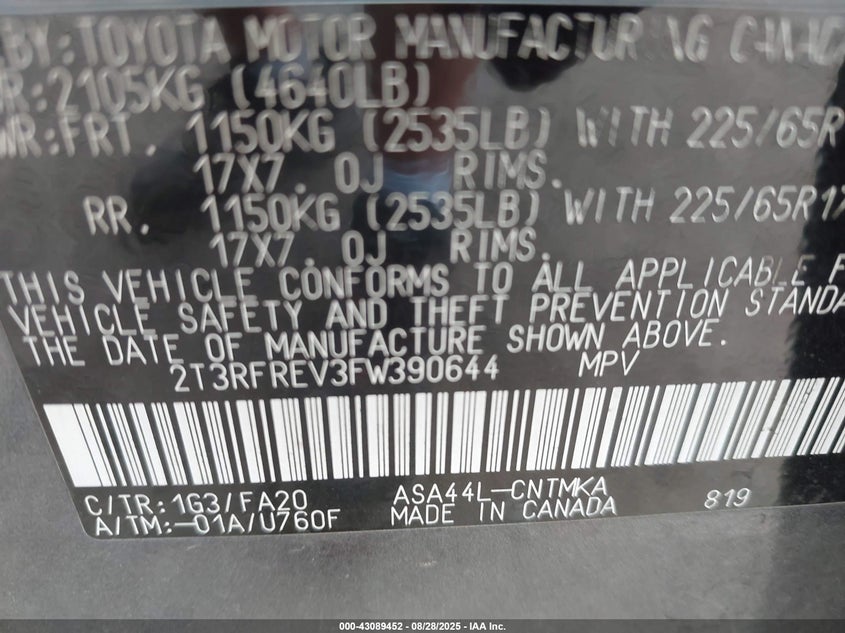 BY: TOYOTA MOTOR MANUFACTURING CANADA
R: 2105KG (4640LB)
WR: FRT. 1150KG (2535LB) WITH 225/65R
17X7.0J RIMS.
RR. 1150KG (2535LB) WITH 225/65R17
17X7.0J RIMS.
THIS VEHICLE CONFORMS TO ALL APPLICABLE F
VEHICLE SAFETY AND THEFT PREVENTION STANDA
THE DATE OF MANUFACTURE SHOWN ABOVE.
2T3RFREV3FW390644 MPV
C/TR: 1G3/FA20 ASA44L-CNTMKA 819
A/TM:-01A/U760F MADE IN CANADA
000-43089452 - 08/28/2025 - IAA Inc.